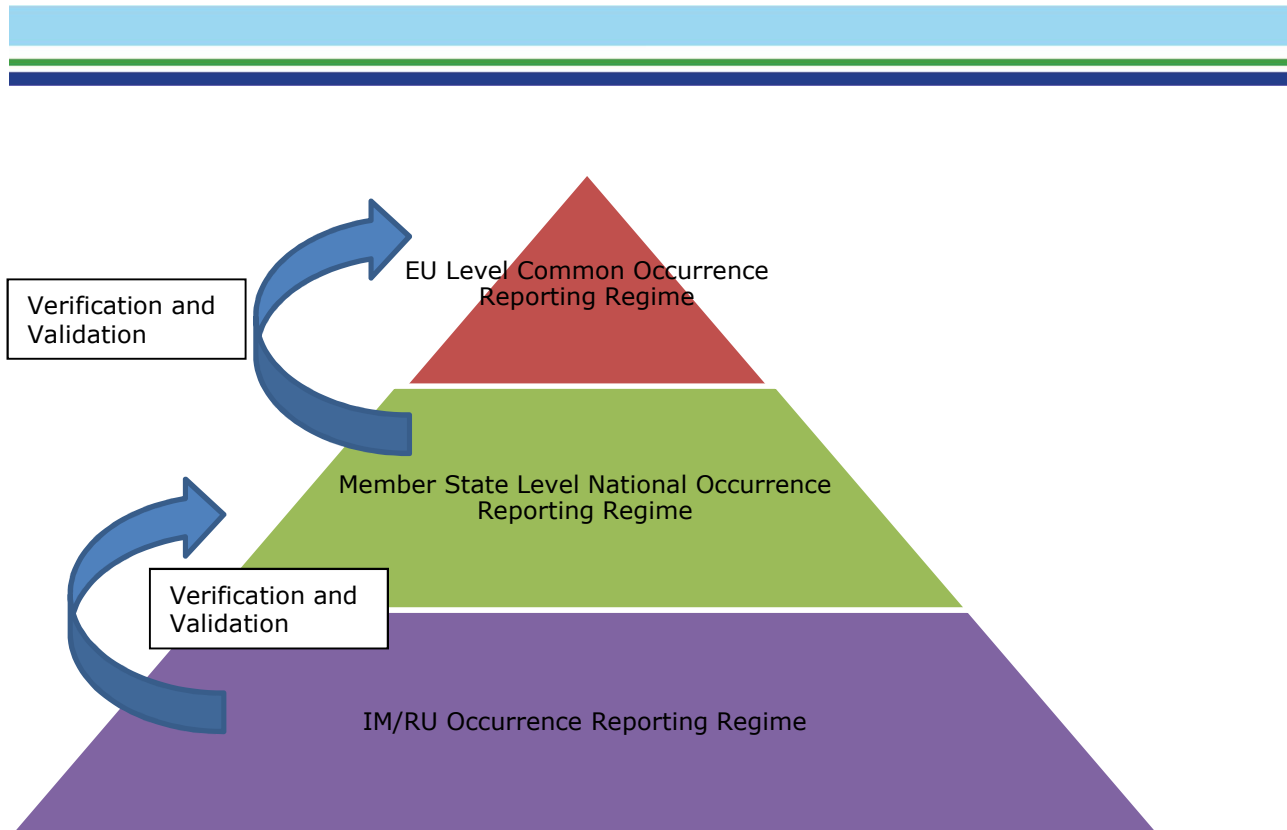 EU Level Common Occurrence
Reporting Regime
Verification and
Validation
Member State Level National Occurrence
Reporting Regime
Verification and
Validation
IM/RU Occurrence Reporting Regime